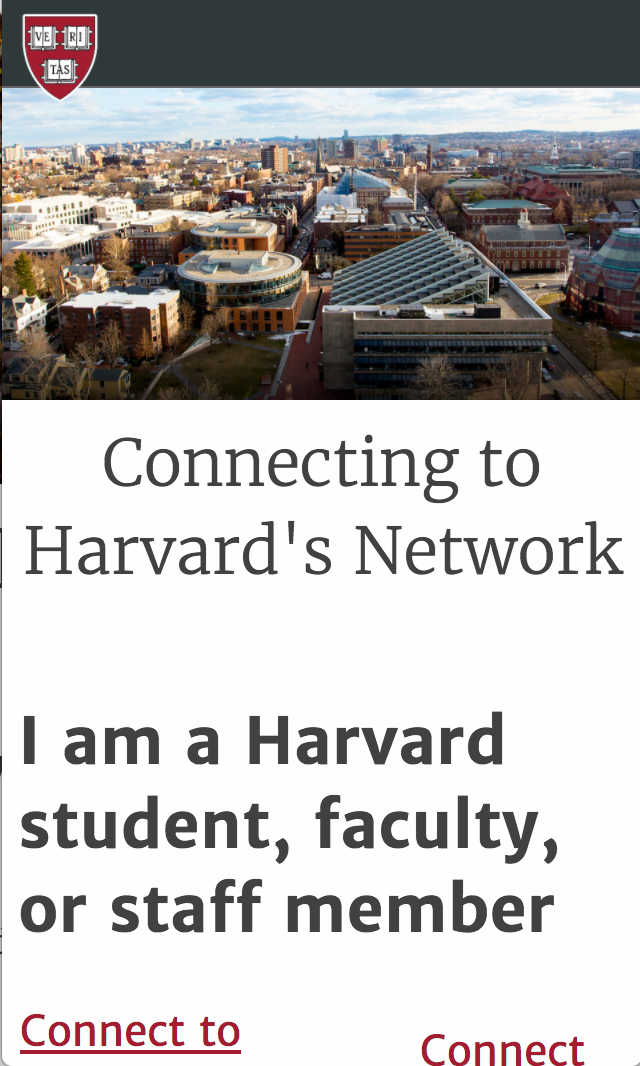 VE RI
TAS
Connecting to
Harvard's Network
I am a Harvard
student, faculty,
or staff member
Connect to
Connect